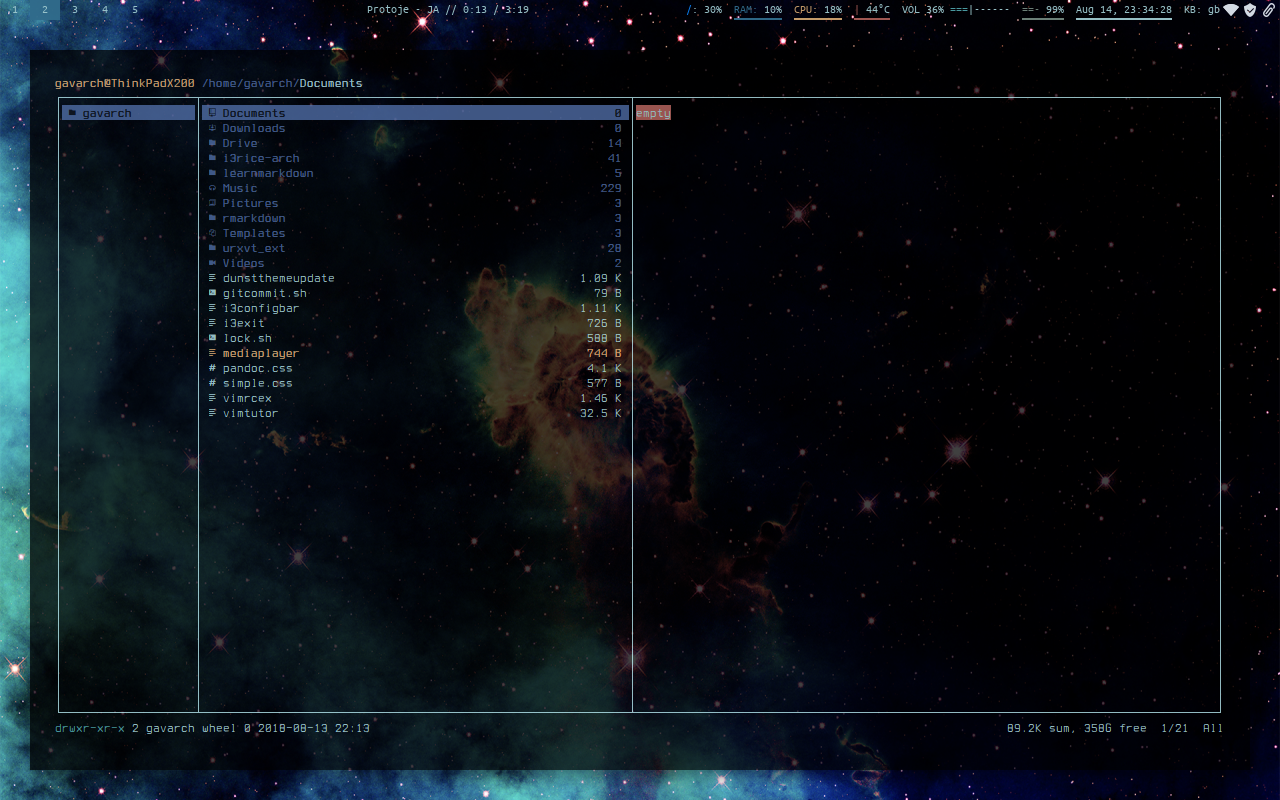 1 2 3 4 5 Protoje - JA // 0:13 / 3:19 /: 30% RAM: 10% CPU: 18% | 44°C VOL 36% ===|------ ==- 99% Aug 14, 23:34:28 KB: gb
gavarch@ThinkPadX200 /home/gavarch/Documents
gavarch Documents 0 empty
Downloads 0
Drive 14
i3rice-arch 41
learnmarkdown 5
Music 229
Pictures 3
rmarkdown 3
Templates 3
urxvt_ext 28
Videos 2
dunstthemeupdate 1.09 K
gitcommit.sh 79 B
i3configbar 1.11 K
i3exit 726 B
lock.sh 508 B
mediaplayer 744 B
# pandoc.css 4.1 K
# simple.css 577 B
vimrcex 1.46 K
vimtutor 32.5 K
drwxr-xr-x 2 gavarch wheel 0 2018-08-13 22:13 89.2K sum, 358G free 1/21 All